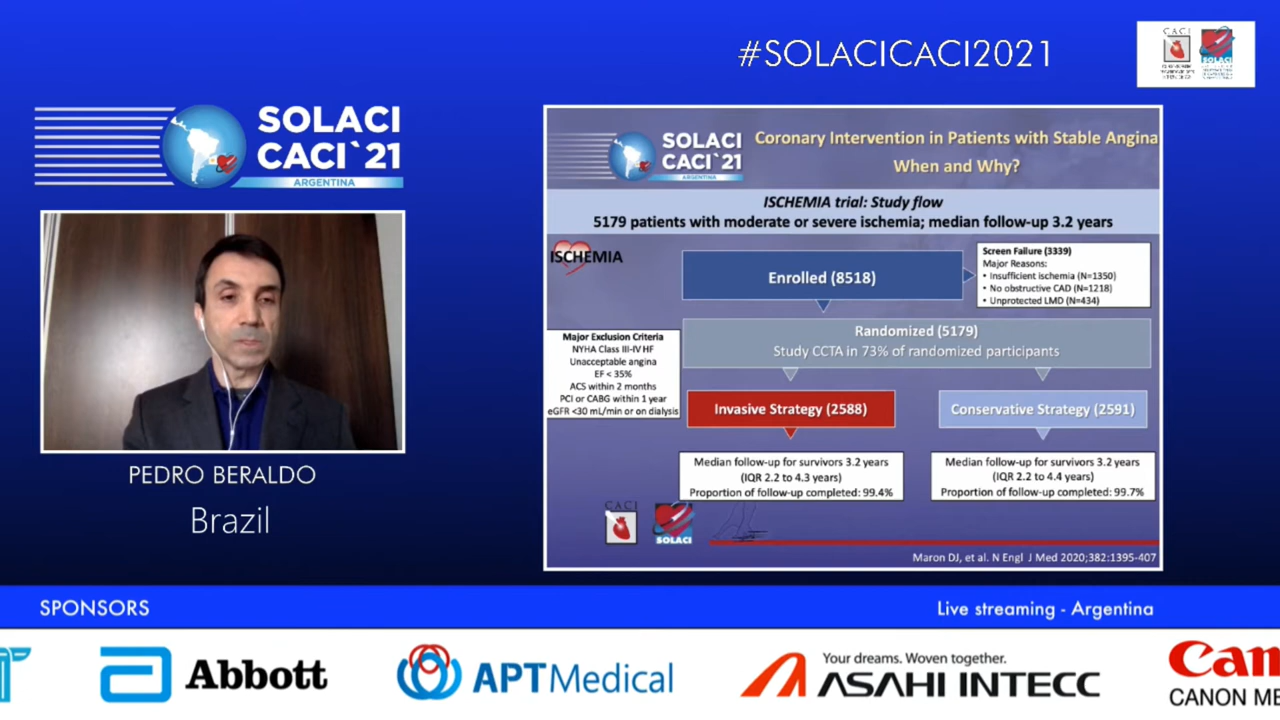 #SOLACICACI2021
CACI
SOLACI
SOLACI
CACI`21
ARGENTINA
PEDRO BERALDO
Brazil
SOLACI
CACI`21
ARGENTINA
Coronary Intervention in Patients with Stable Angina
When and Why?
ISCHEMIA trial: Study flow
5179 patients with moderate or severe ischemia; median follow-up 3.2 years
ISCHEMIA
Enrolled (8518)
Screen Failure (3339)
Major Reasons:
• Insufficient ischemia (N=1350)
• No obstructive CAD (N=1218)
• Unprotected LMD (N=434)
Randomized (5179)
Study CCTA in 73% of randomized participants
Major Exclusion Criteria
NYHA Class III-IV HF
Unacceptable angina
EF < 35%
ACS within 2 months
PCI or CABG within 1 year
eGFR <30 mL/min or on dialysis
Invasive Strategy (2588)
Conservative Strategy (2591)
Median follow-up for survivors 3.2 years
(IQR 2.2 to 4.3 years)
Proportion of follow-up completed: 99.4%
Median follow-up for survivors 3.2 years
(IQR 2.2 to 4.4 years)
Proportion of follow-up completed: 99.7%
CACI
SOLACI
Maron DJ, et al. N Engl J Med 2020;382:1395-407
SPONSORS
Live streaming - Argentina
Abbott
APTMedical
Your dreams. Woven together.
ASAHI INTECC
Can
CANON ME